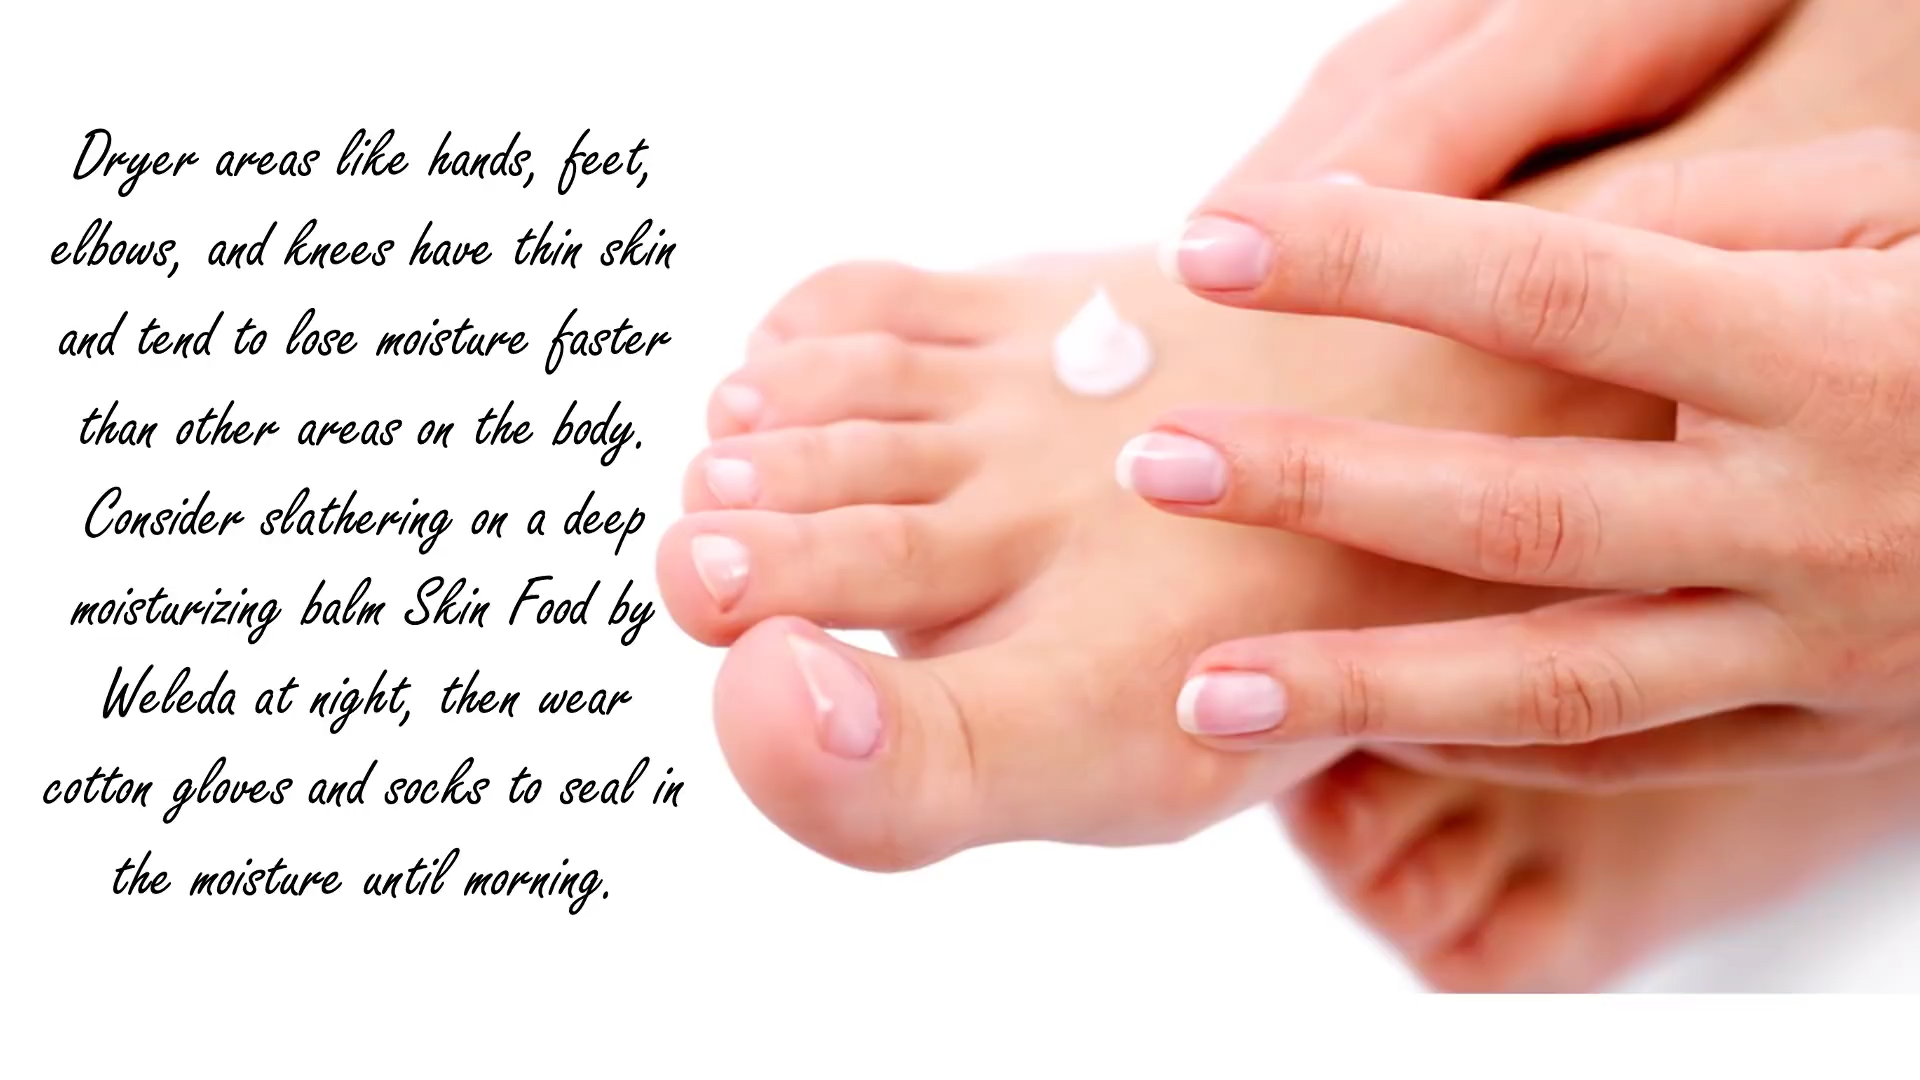 Dryer areas like hands, feet,
elbows, and knees have thin skin
and tend to lose moisture faster
than other areas on the body.
Consider slathering on a deep
moisturizing balm Skin Food by
Weleda at night, then wear
cotton gloves and socks to seal in
the moisture until morning.